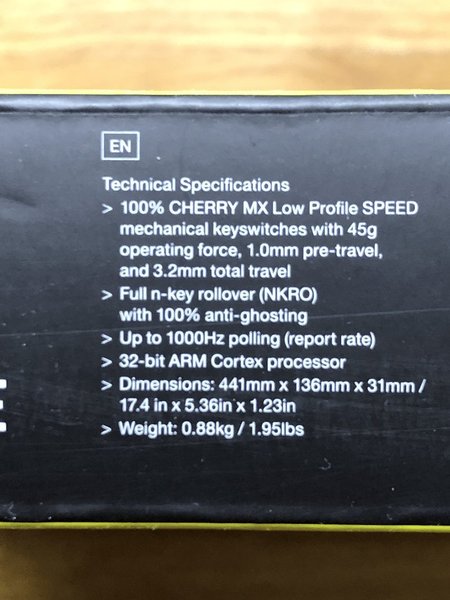 EN
Technical Specifications
> 100% CHERRY MX Low Profile SPEED
mechanical keyswitches with 45g
operating force, 1.0mm pre-travel,
and 3.2mm total travel
> Full n-key rollover (NKRO)
with 100% anti-ghosting
> Up to 1000Hz polling (report rate)
> 32-bit ARM Cortex processor
> Dimensions: 441mm x 136mm x 31mm /
17.4 in x 5.36in x 1.23in
> Weight: 0.88kg / 1.95lbs